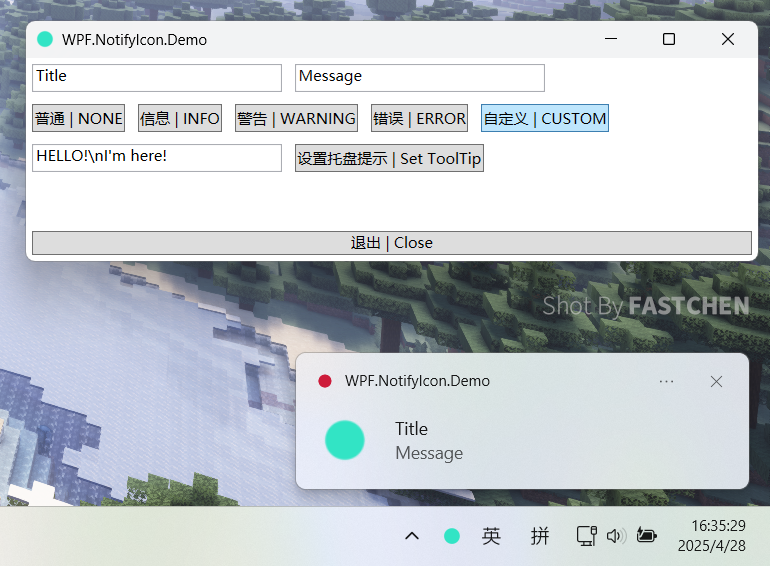 WPF.NotifyIcon.Demo
Title Message
普通 | NONE 信息 | INFO 警告 | WARNING 错误 | ERROR 自定义 | CUSTOM
HELLO!\nI'm here! 设置托盘提示 | Set ToolTip
退出 | Close
Shot By FASTCHEN
WPF.NotifyIcon.Demo
Title
Message
英 拼 16:35:29
2025/4/28